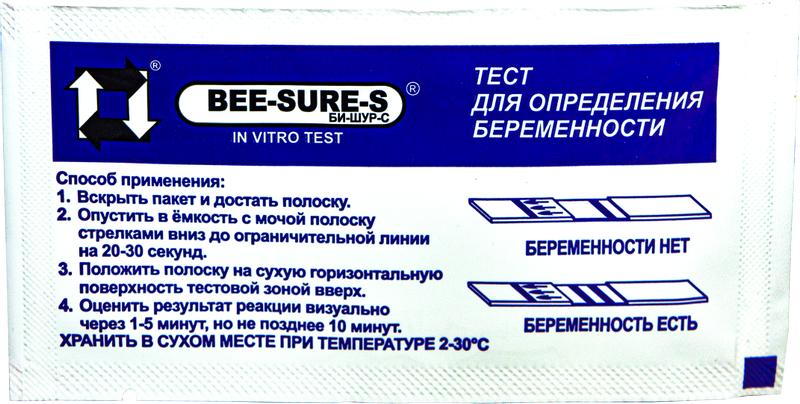 ®
BEE-SURE-S ®
БИ-ШУР-С
IN VITRO TEST
ТЕСТ
ДЛЯ ОПРЕДЕЛЕНИЯ
БЕРЕМЕННОСТИ
Способ применения:
1. Вскрыть пакет и достать полоску.
2. Опустить в ёмкость с мочой полоску
стрелками вниз до ограничительной линии
на 20-30 секунд.
3. Положить полоску на сухую горизонтальную
поверхность тестовой зоной вверх.
4. Оценить результат реакции визуально
через 1-5 минут, но не позднее 10 минут.
ХРАНИТЬ В СУХОМ МЕСТЕ ПРИ ТЕМПЕРАТУРЕ 2-30°С
БЕРЕМЕННОСТИ НЕТ
БЕРЕМЕННОСТЬ ЕСТЬ